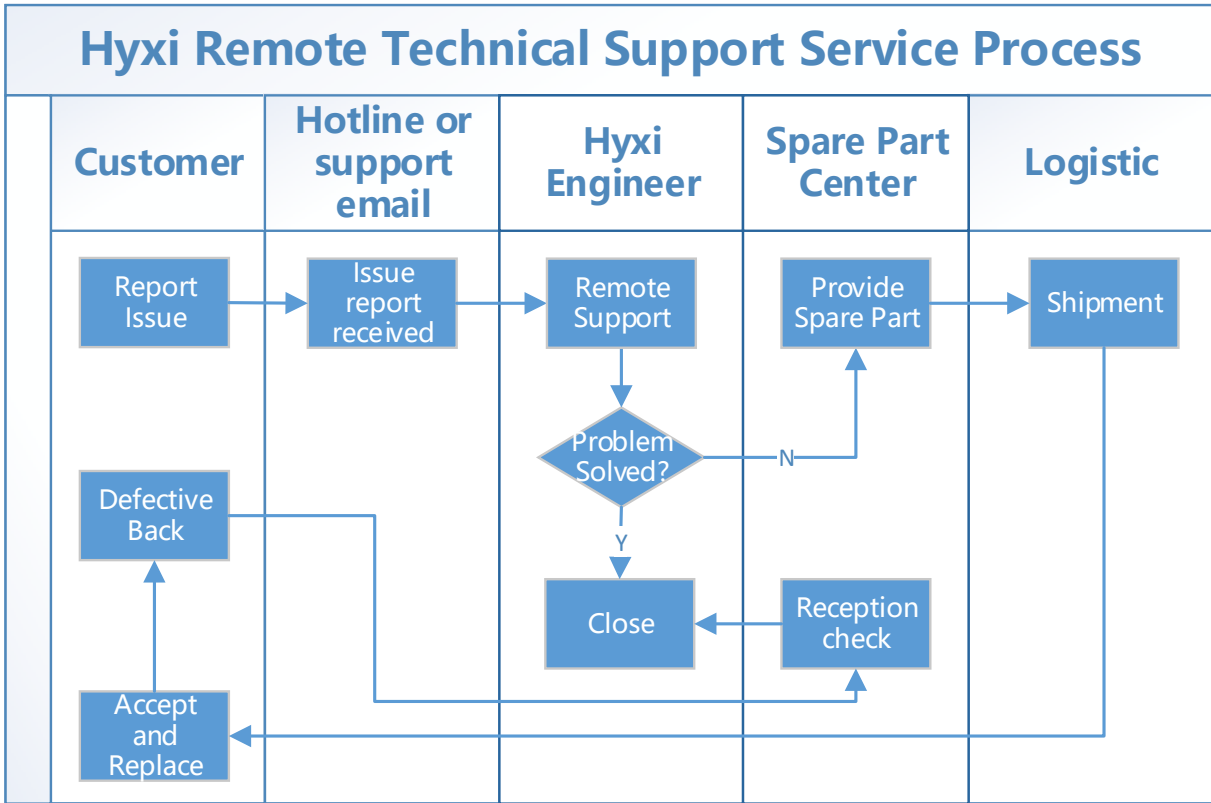 Hyxi Remote Technical Support Service Process
Customer
Hotline or
support
email
Hyxi
Engineer
Spare Part
Center
Logistic
Report
Issue
Issue
report
received
Remote
Support
Provide
Spare Part
Shipment
Problem
Solved?
N
Defective
Back
Y
Close
Reception
check
Accept
and
Replace